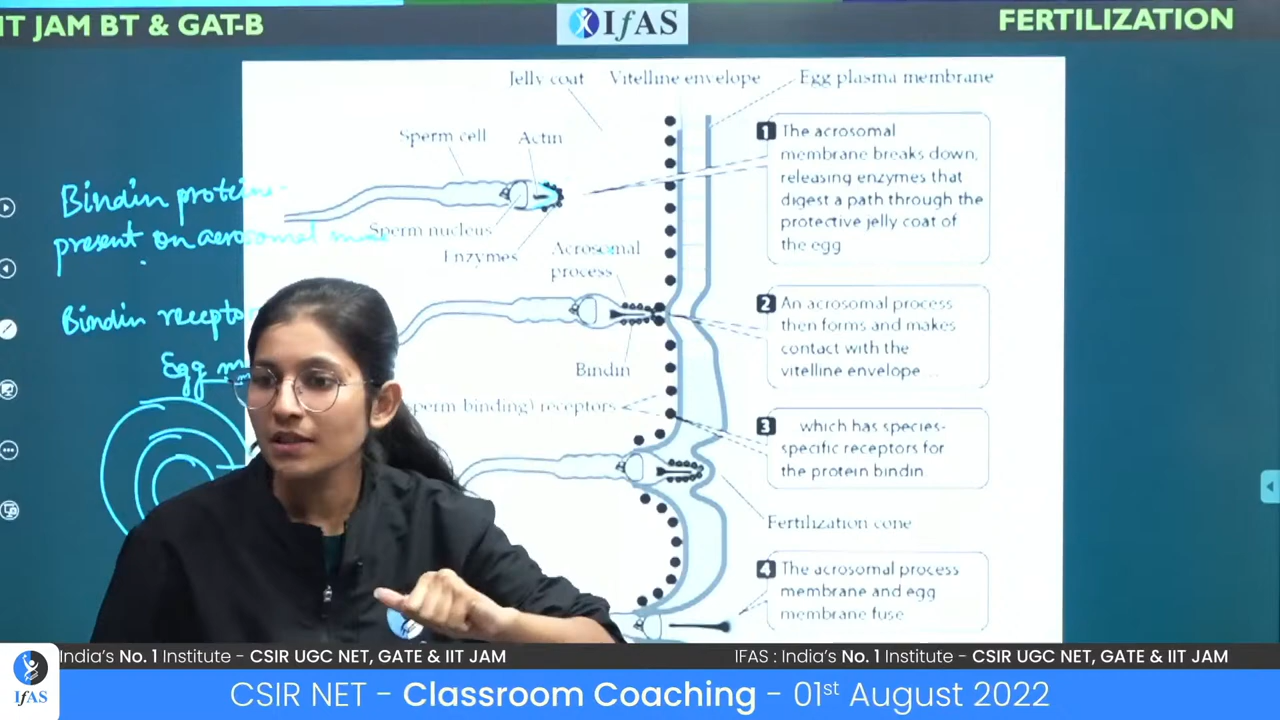 IIT JAM BT & GAT-B
IfAS
FERTILIZATION
Jelly coat
Vitelline envelope
Egg plasma membrane
Sperm cell
Actin
Sperm nucleus
Enzymes
Acrosomal
process
Bindin
(sperm-binding) receptors
Fertilization cone
1 The acrosomal
membrane breaks down,
releasing enzymes that
digest a path through the
protective jelly coat of
the egg
2 An acrosomal process
then forms and makes
contact with the
vitelline envelope...
3 which has species-
specific receptors for
the protein bindin
4 The acrosomal process
membrane and egg
membrane fuse
Bindin protein
present on
Bindin
Egg
IfAS
India's No. 1 Institute - CSIR UGC NET, GATE & IIT JAM
IFAS : India's No. 1 Institute - CSIR UGC NET, GATE & IIT JAM
CSIR NET - Classroom Coaching - 01st August 2022